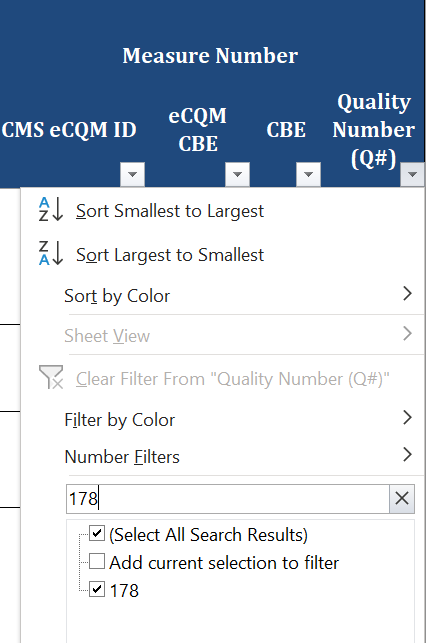 Measure Number
CMS eCQM ID
eCQM
CBE
CBE
Quality
Number
(Q#)
Sort Smallest to Largest
Sort Largest to Smallest
Sort by Color
Sheet View
Clear Filter From "Quality Number (Q#)"
Filter by Color
Number Filters
178
(Select All Search Results)
Add current selection to filter
178